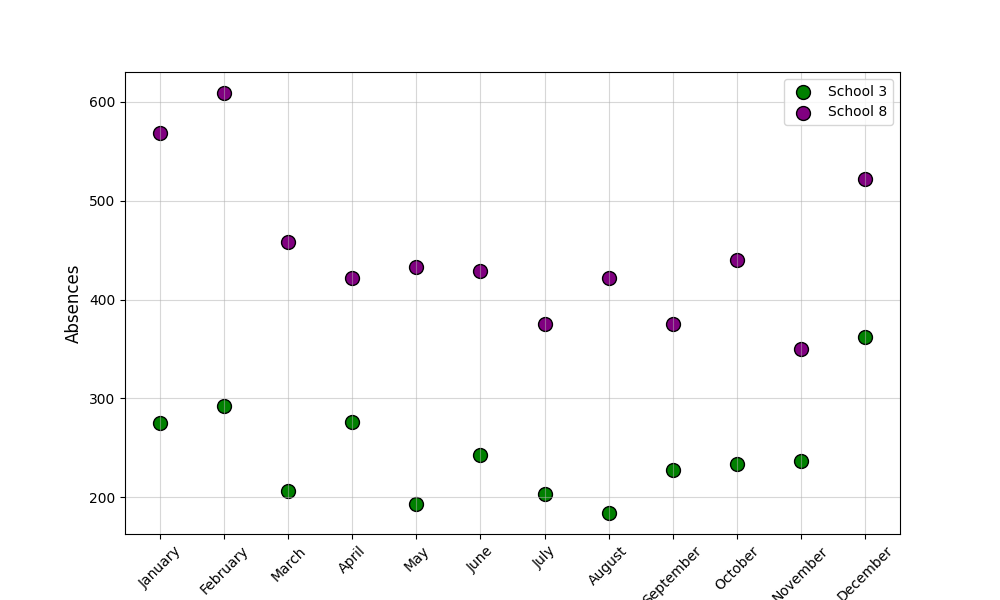 School 3
School 8
600
500
400
300
200
Absences
January
February
March
April
May
June
July
August
September
October
November
December